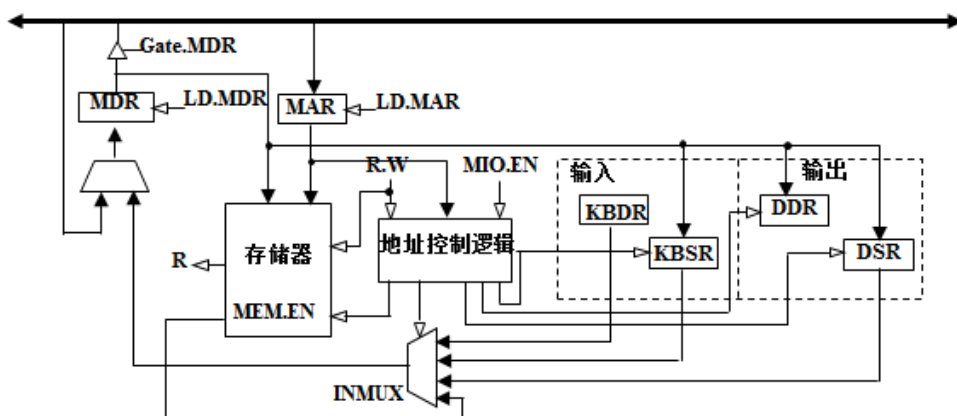 Gate.MDR
MDR
LD.MDR
MAR
LD.MAR
R.W
MIO.EN
输入
输出
KBDR
DDR
存储器
地址控制逻辑
KBSR
DSR
R
MEM.EN
INMUX